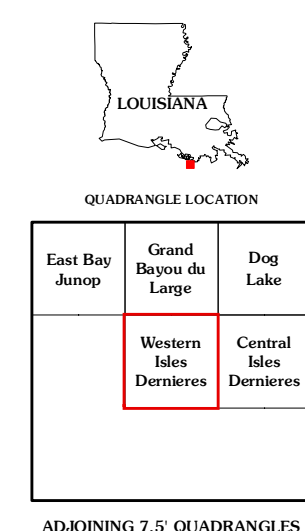 LOUISIANA
QUADRANGLE LOCATION
East Bay
Junop
Grand
Bayou du
Large
Dog
Lake
Western
Isles
Dernieres
Central
Isles
Dernieres
ADJOINING 7.5' QUADRANGLES